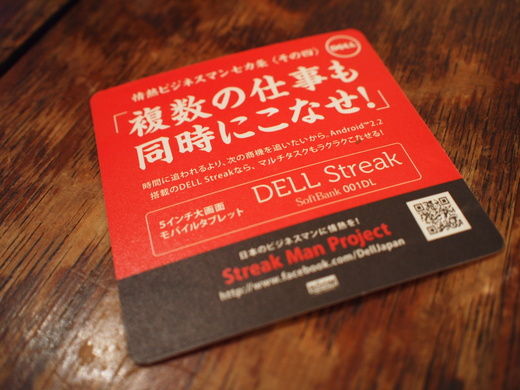 情熱ビジネスマン七カ条〈その四〉
DELL
「複数の仕事も
同時にこなせ!」
時間に追われるより、次の商機を追いたいから。Android™2.2
搭載のDELL Streakなら、マルチタスクもラクラクこなせる!
5インチ大画面
モバイルタブレット
DELL Streak
SoftBank 001DL
日本のビジネスマンに情熱を!
Streak Man Project
http://www.facebook.com/DellJapan